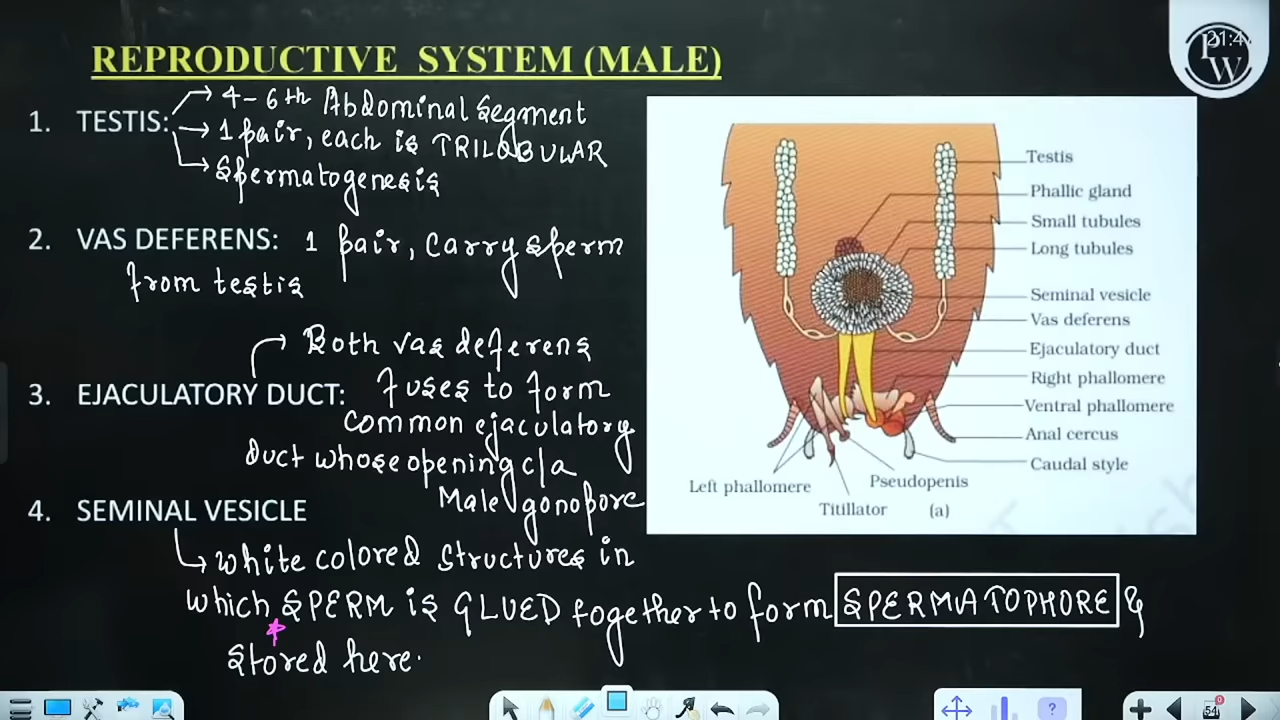 REPRODUCTIVE SYSTEM (MALE)
1. TESTIS: → 4-6th Abdominal Segment
→ 1 pair, each is TRILOBULAR
→ Spermatogenesis
2. VAS DEFERENS: 1 pair, carry sperm
from testis
→ Both vas deferens
3. EJACULATORY DUCT: fuses to form
common ejaculatory
Duct whose opening c/a
Male gonopore
4. SEMINAL VESICLE
→ White colored structures in
which SPERM is GLUED together to form SPERMATOPHORE &
stored here.
Testis
Phallic gland
Small tubules
Long tubules
Seminal vesicle
Vas deferens
Ejaculatory duct
Right phallomere
Ventral phallomere
Anal cercus
Caudal style
Left phallomere
Pseudopenis
Titillator
(a)
PW
54